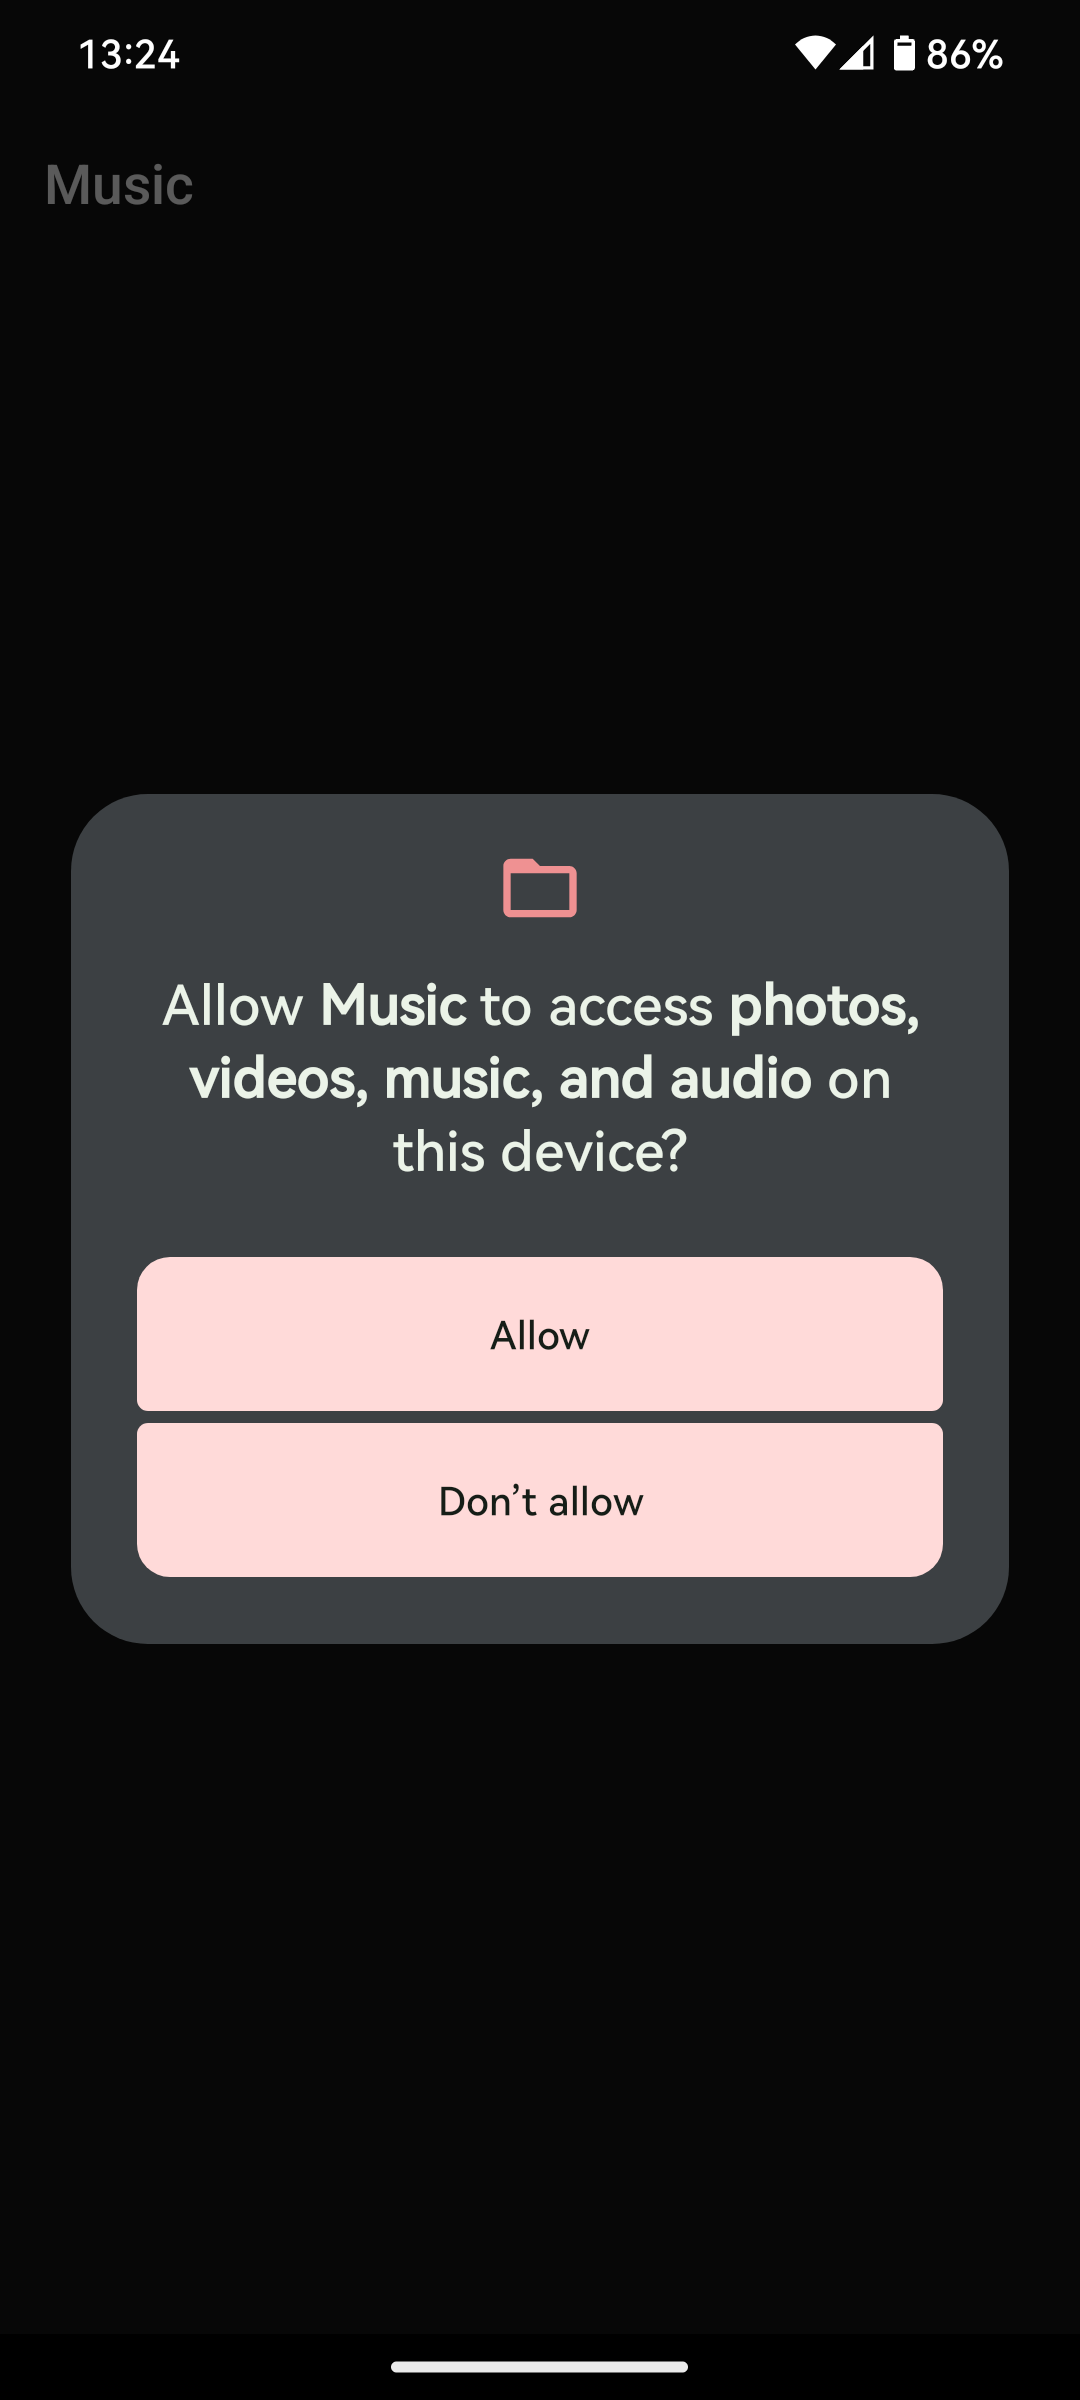 13:24
86%
Music
Allow Music to access photos,
videos, music, and audio on
this device?
Allow
Don’t allow